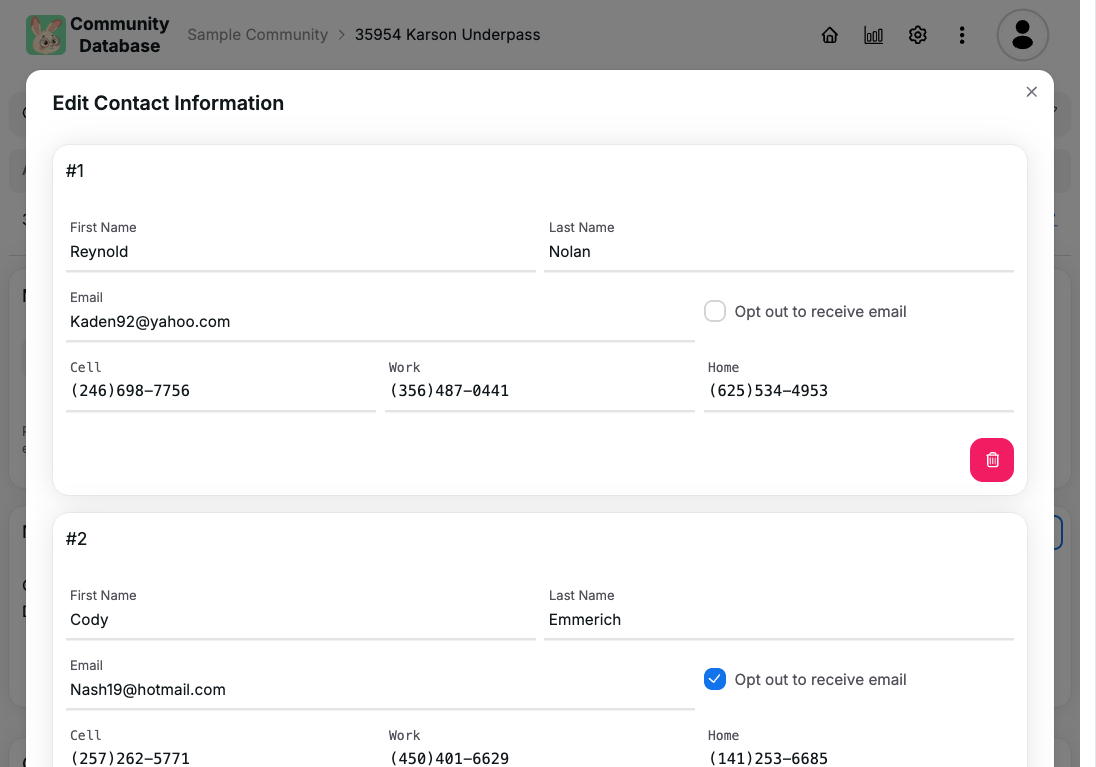 Community
Database
Sample Community > 35954 Karson Underpass
Edit Contact Information
#1
First Name
Last Name
Reynold
Nolan
Email
Kaden92@yahoo.com
Opt out to receive email
Cell
Work
Home
(246)698-7756
(356)487-0441
(625)534-4953
#2
First Name
Last Name
Cody
Emmerich
Email
Nash19@hotmail.com
Opt out to receive email
Cell
Work
Home
(257)262-5771
(450)401-6629
(141)253-6685